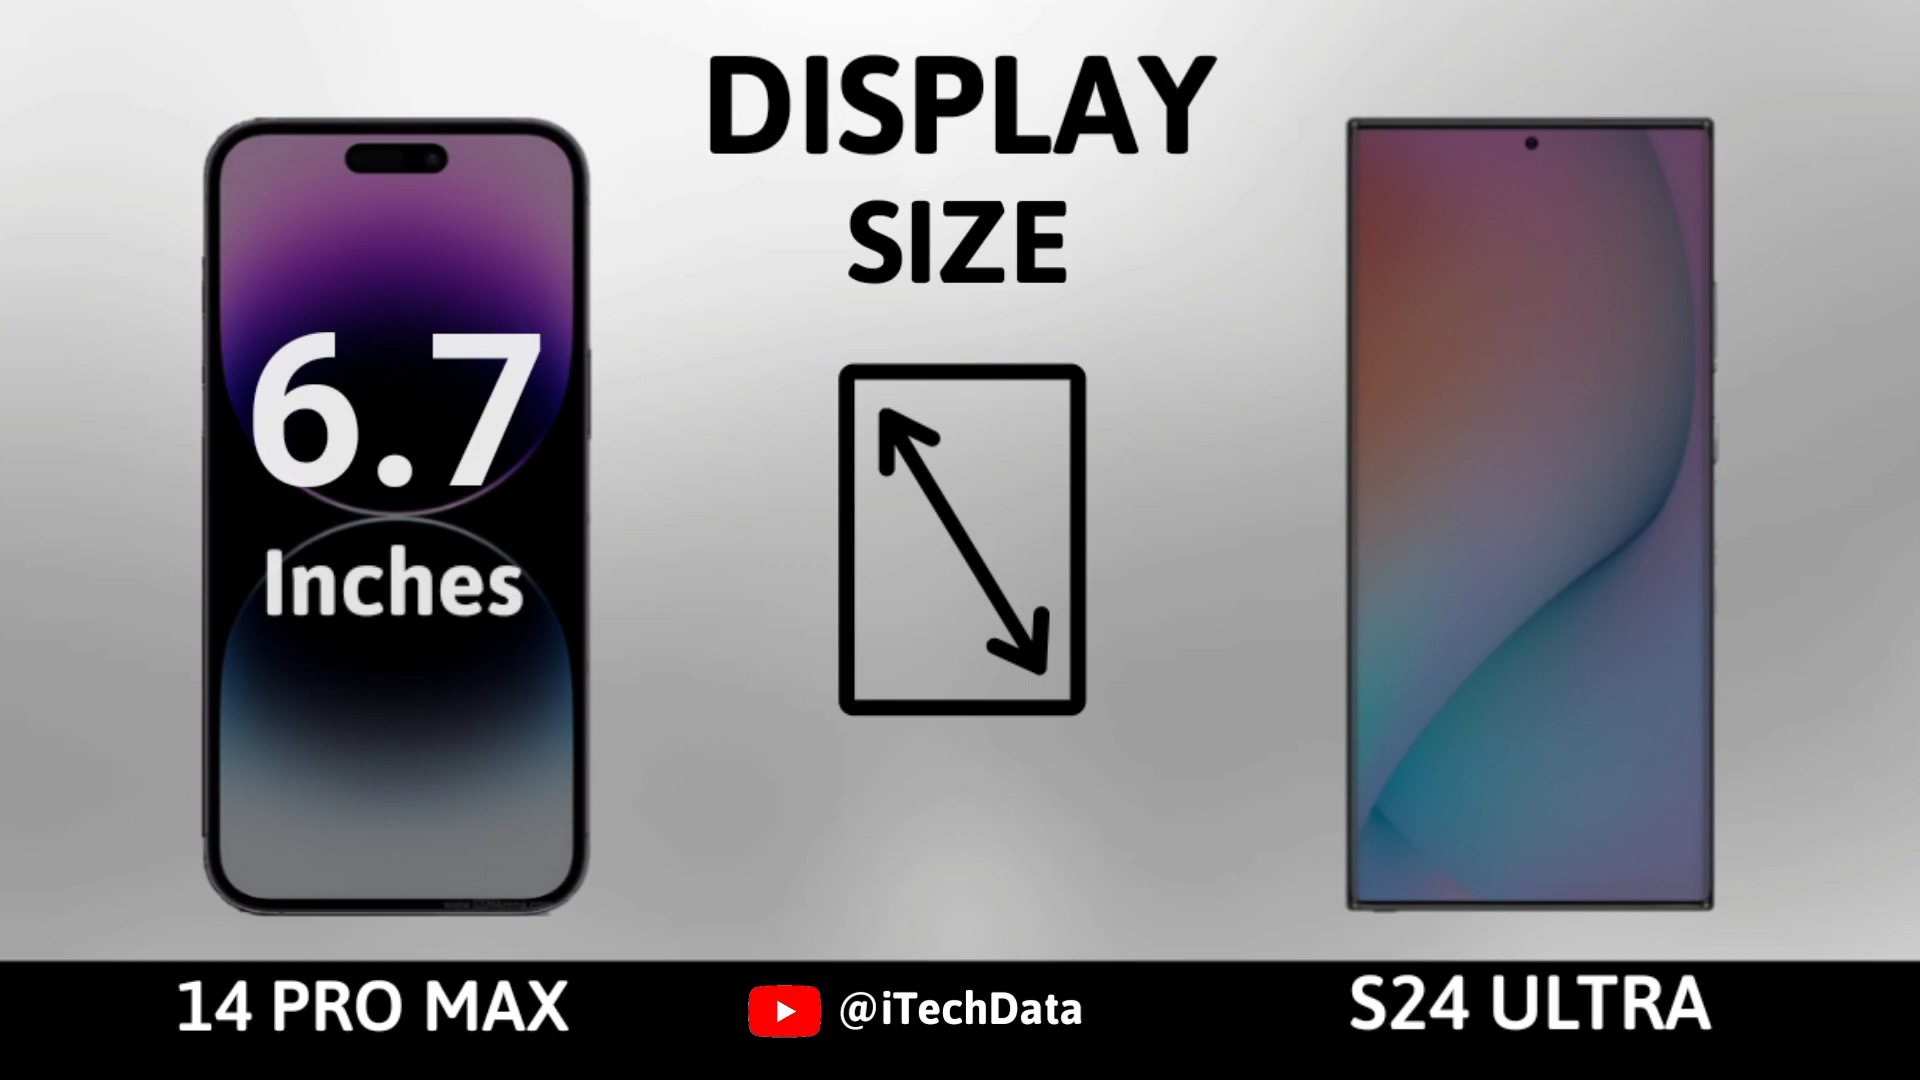 DISPLAY
SIZE
6.7
Inches
14 PRO MAX
@iTechData
S24 ULTRA